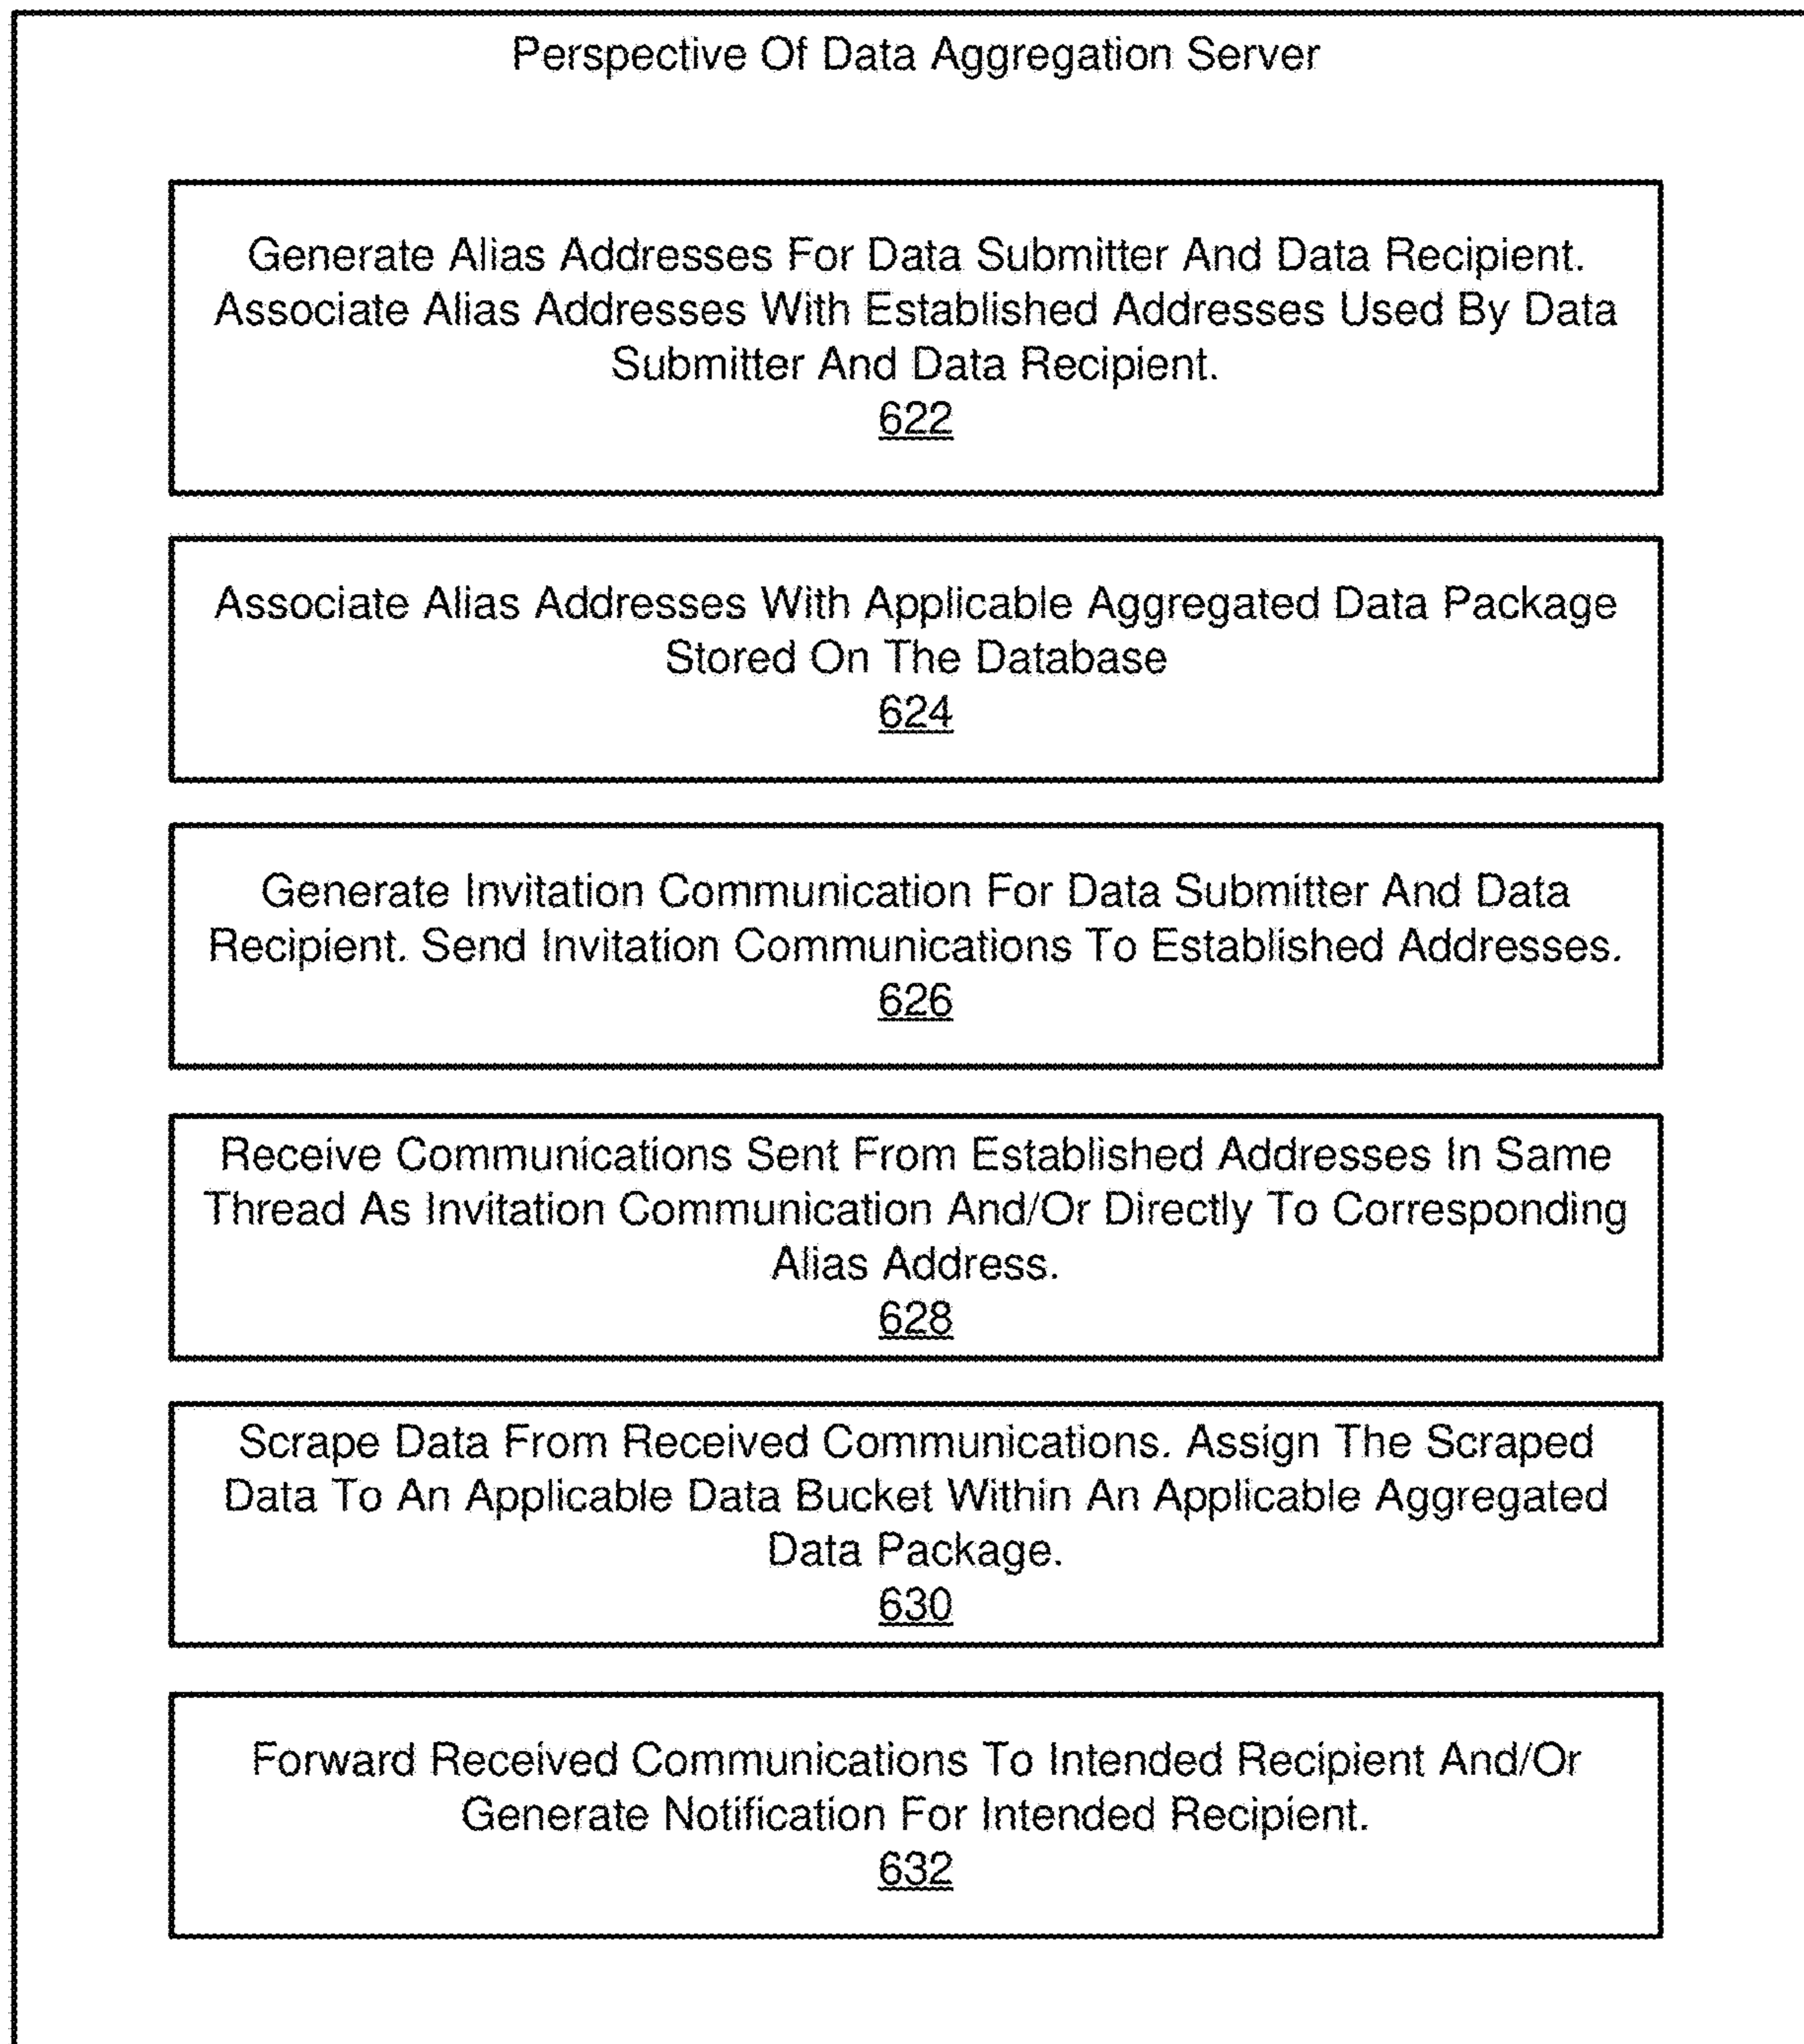 Perspective Of Data Aggregation Server
Generate Alias Addresses For Data Submitter And Data Recipient.
Associate Alias Addresses With Established Addresses Used By Data
Submitter And Data Recipient.
622
Associate Alias Addresses With Applicable Aggregated Data Package
Stored On The Database
624
Generate Invitation Communication For Data Submitter And Data
Recipient. Send Invitation Communications To Established Addresses.
626
Receive Communications Sent From Established Addresses In Same
Thread As Invitation Communication And/Or Directly To Corresponding
Alias Address.
628
Scrape Data From Received Communications. Assign The Scraped
Data To An Applicable Data Bucket Within An Applicable Aggregated
Data Package.
630
Forward Received Communications To Intended Recipient And/Or
Generate Notification For Intended Recipient.
632